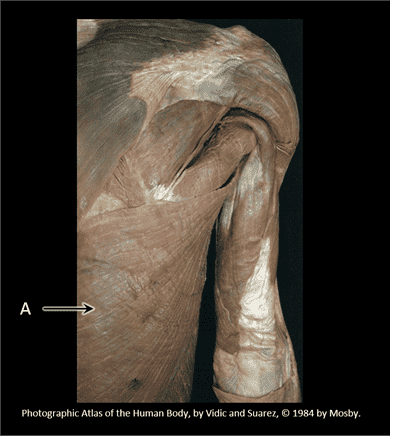 A
Photographic Atlas of the Human Body, by Vidic and Suarez, © 1984 by Mosby.